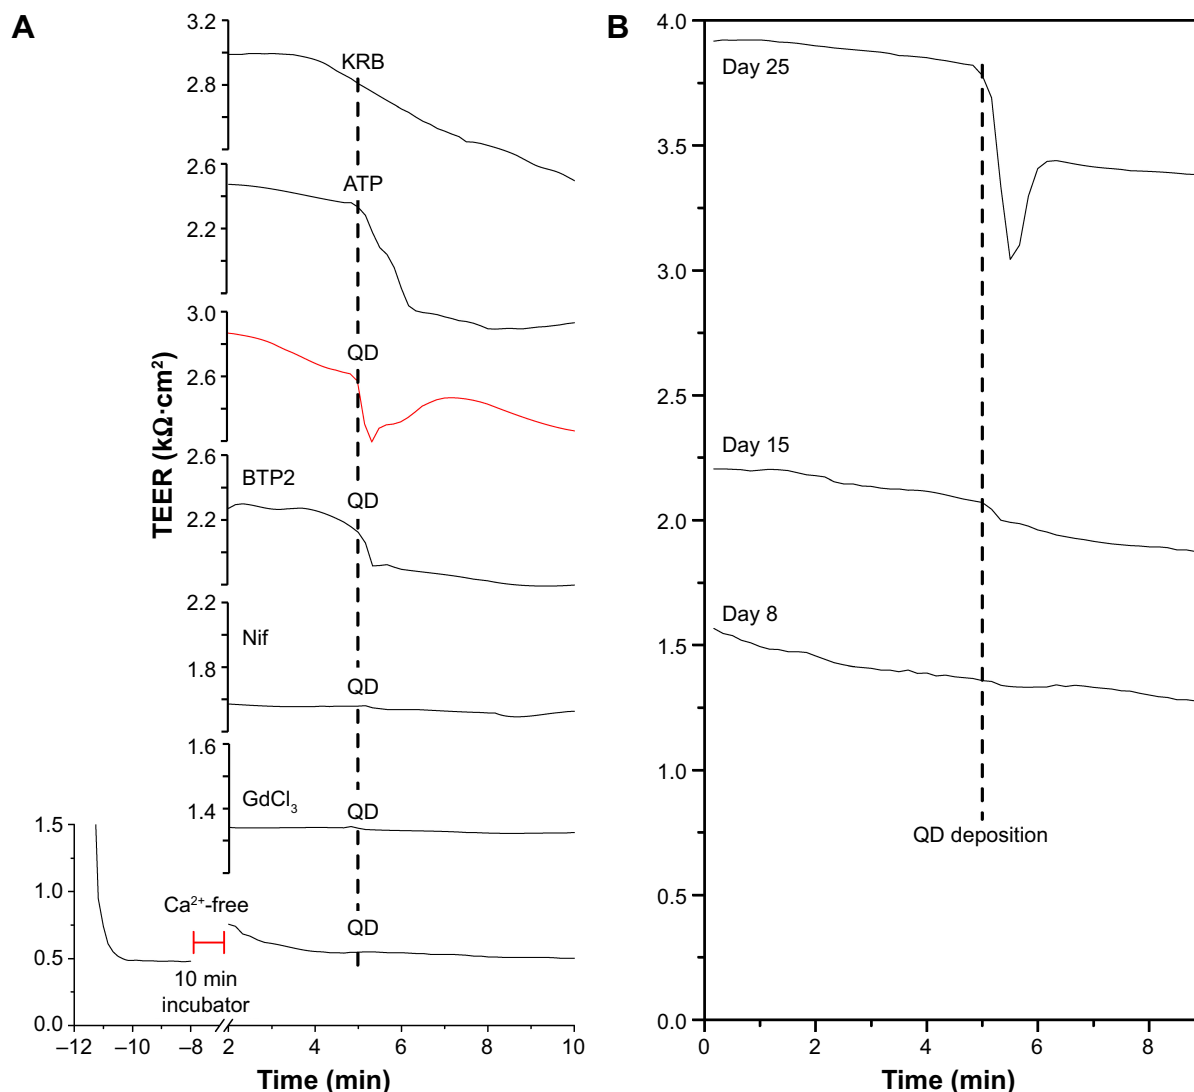 A
B
TEER (kΩ·cm²)
3.2
2.8
KRB
2.6
2.2
ATP
3.0
2.6
QD
2.6
2.2
BTP2
QD
2.2
1.8
Nif
QD
1.6
1.4
GdCl₃
QD
1.5
1.0
0.5
0.0
Ca²⁺-free
10 min
incubator
QD
–12 –10 –8 2 4 6 8 10
Time (min)
4.0
3.5
3.0
2.5
2.0
1.5
1.0
0.5
0.0
Day 25
Day 15
Day 8
QD deposition
0 2 4 6 8
Time (min)